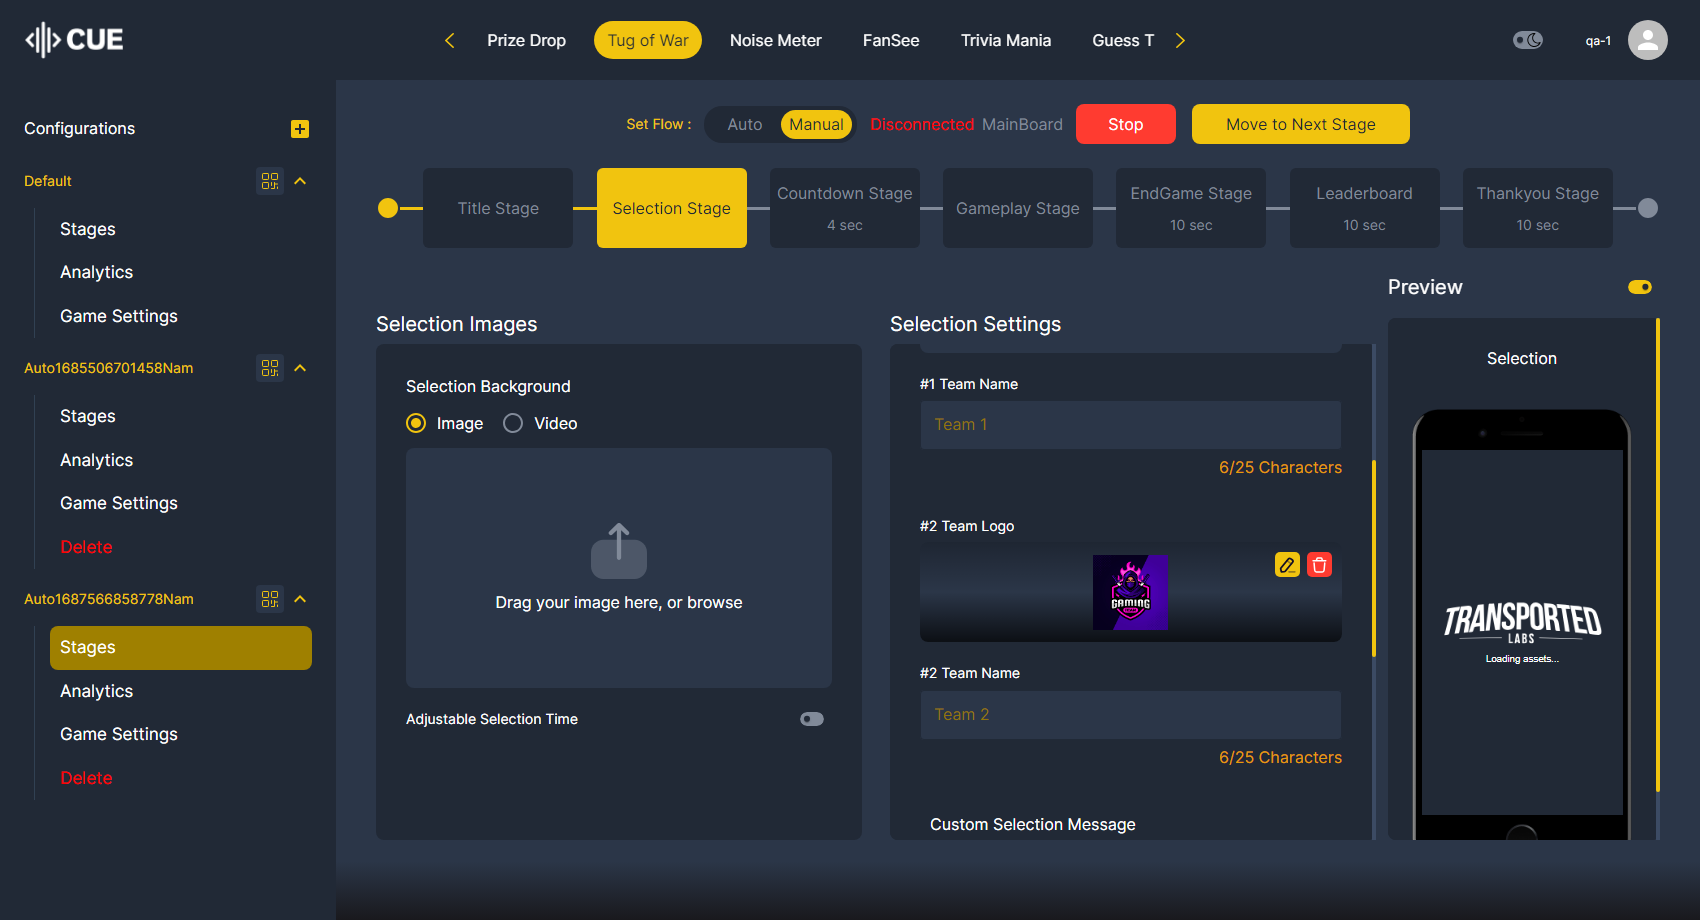 CUE
Prize Drop
Tug of War
Noise Meter
FanSee
Trivia Mania
Guess T
qa-1
Configurations
Default
Stages
Analytics
Game Settings
Auto1685506701458Nam
Stages
Analytics
Game Settings
Delete
Auto1687566858778Nam
Stages
Analytics
Game Settings
Delete
Set Flow :
Auto
Manual
Disconnected MainBoard
Stop
Move to Next Stage
Title Stage
Selection Stage
Countdown Stage
4 sec
Gameplay Stage
EndGame Stage
10 sec
Leaderboard
10 sec
Thankyou Stage
10 sec
Selection Images
Selection Background
Image
Video
Drag your image here, or browse
Adjustable Selection Time
Selection Settings
#1 Team Name
Team 1
6/25 Characters
#2 Team Logo
GAMING
#2 Team Name
Team 2
6/25 Characters
Custom Selection Message
Preview
Selection
TRANSPORTED
LABS
Loading assets...